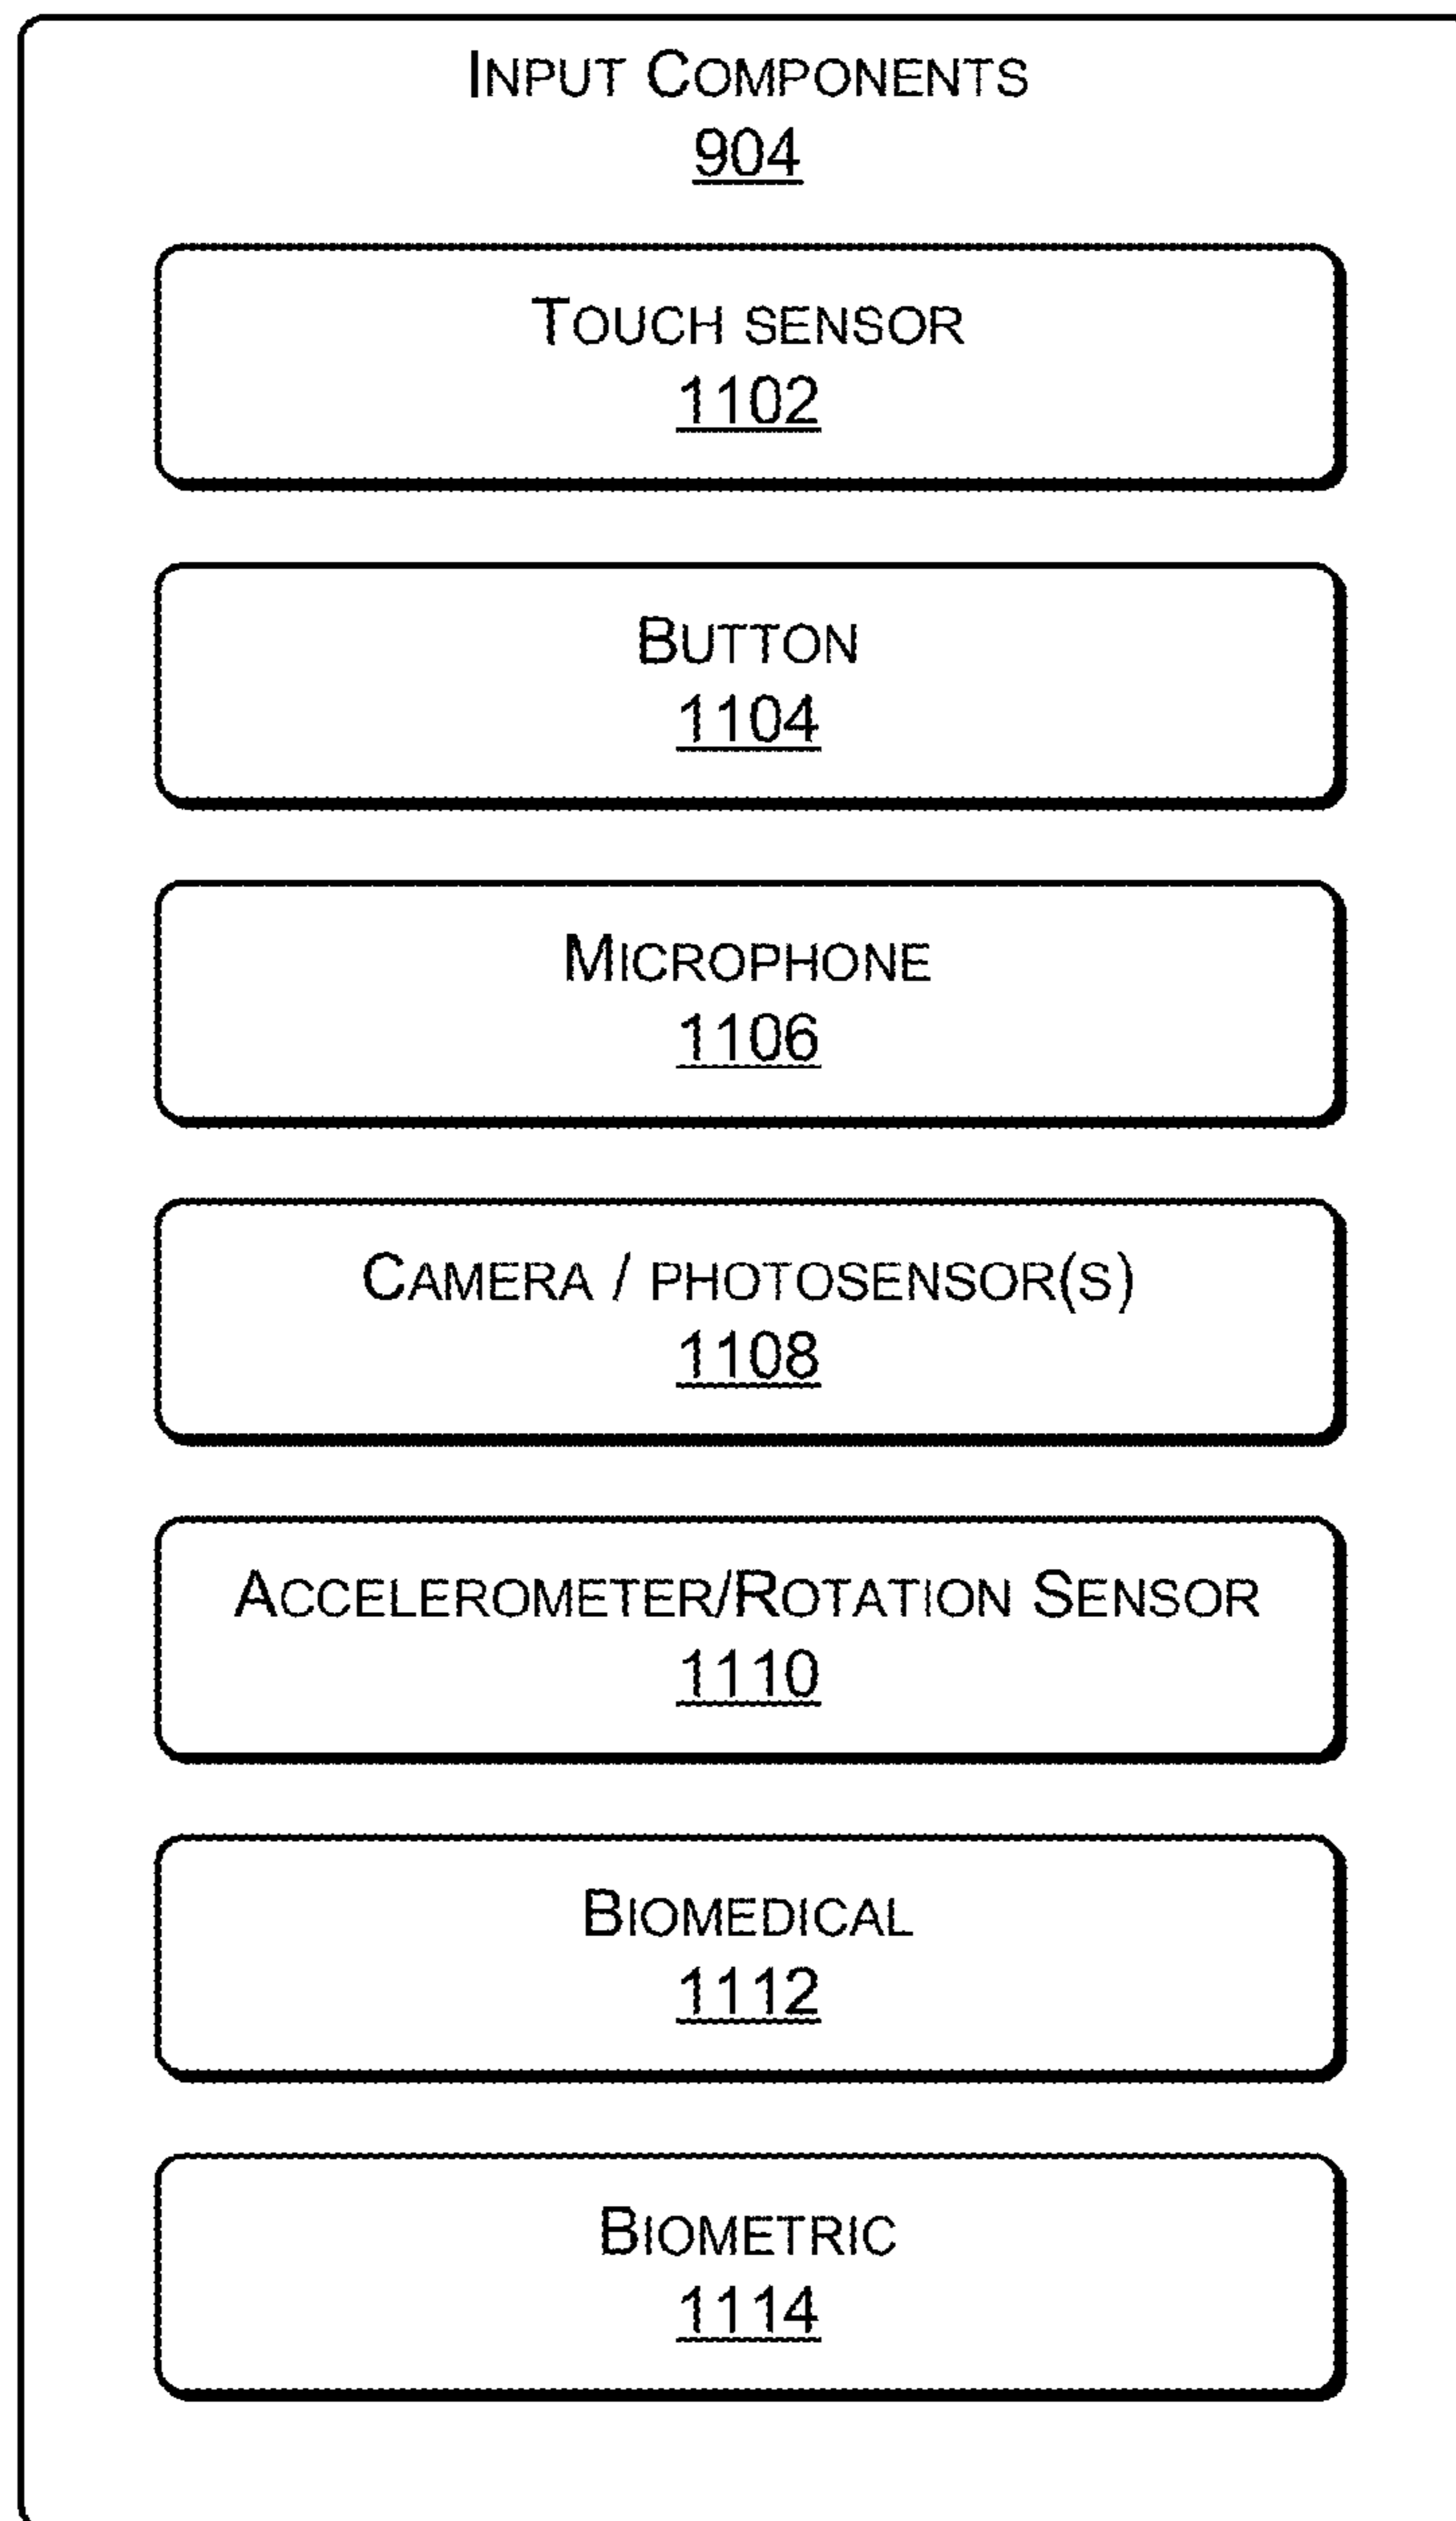 INPUT COMPONENTS
904
TOUCH SENSOR
1102
BUTTON
1104
MICROPHONE
1106
CAMERA / PHOTOSENSOR(S)
1108
ACCELEROMETER/ROTATION SENSOR
1110
BIOMEDICAL
1112
BIOMETRIC
1114